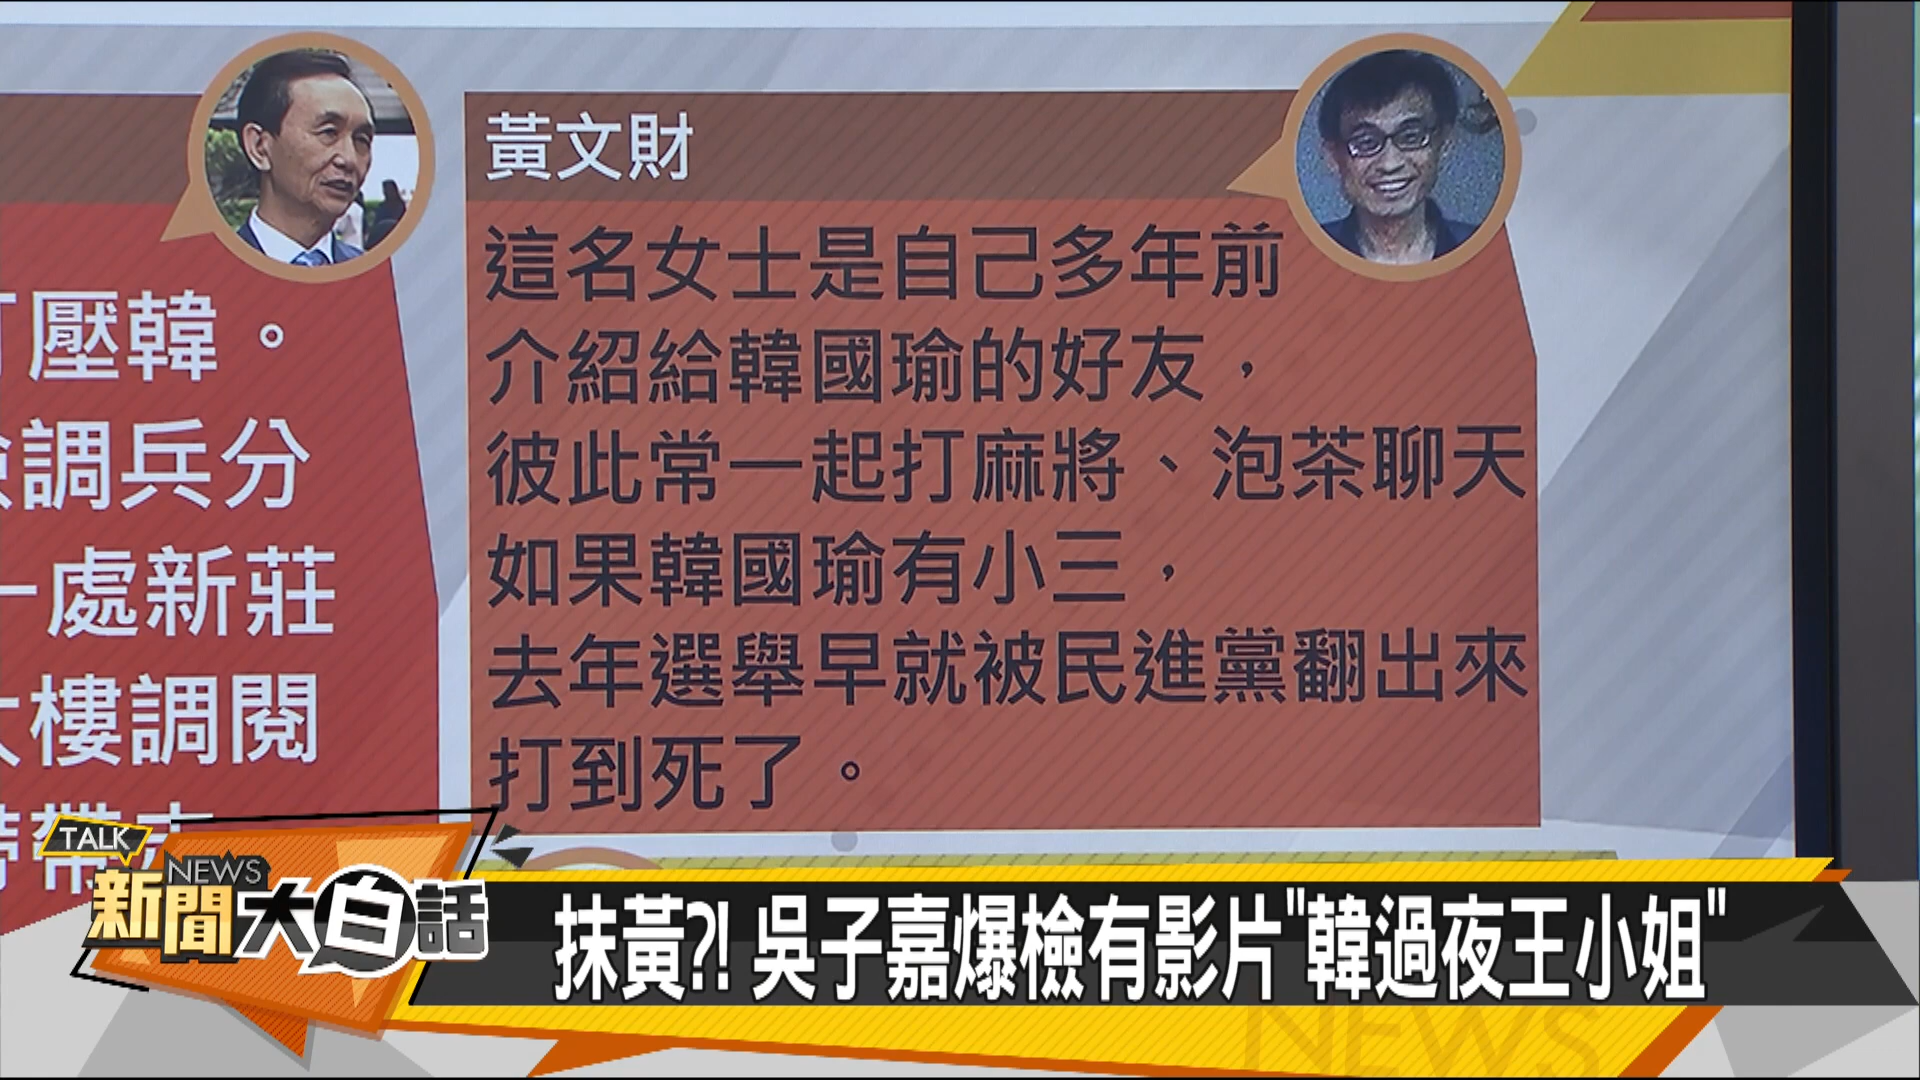 壓韓。
調兵分
處新莊
樓調閱
黃文財
這名女士是自己多年前
介紹給韓國瑜的好友,
彼此常一起打麻將、泡茶聊天
如果韓國瑜有小三,
去年選舉早就被民進黨翻出來
打到死了。
TALK
NEWS
新聞大白話
抹黃?! 吳子嘉爆檢有影片"韓過夜王小姐"
NEWS